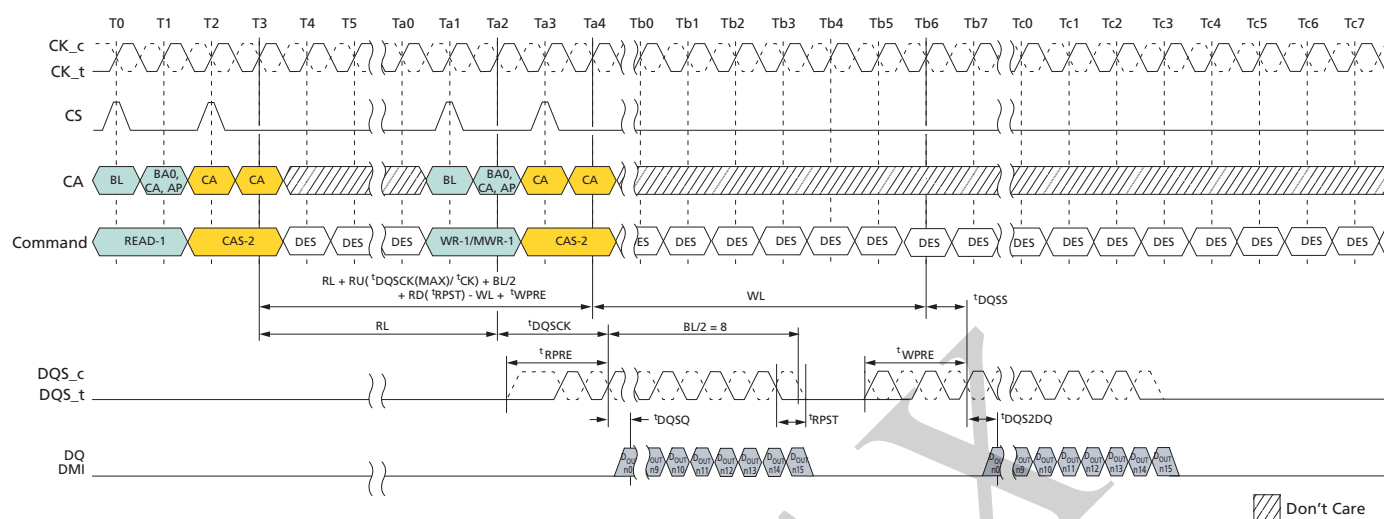 T0 T1 T2 T3 T4 T5 Ta0 Ta1 Ta2 Ta3 Ta4 Tb0 Tb1 Tb2 Tb3 Tb4 Tb5 Tb6 Tb7 Tc0 Tc1 Tc2 Tc3 Tc4 Tc5 Tc6 Tc7
CK_c
CK_t
CS
CA BL BA0, CA, AP CA CA BL BA0, CA, AP CA CA
Command READ-1 CAS-2 DES DES DES WR-1/MWR-1 CAS-2 ES DES DES DES DES DES DES DES DES DES DES DES DES DES DES DES
RL + RU( tDQSCK(MAX)/ tCK) + BL/2
+ RD( tRPST) - WL + tWPRE
WL
tDQSS
RL tDQSCK BL/2 = 8
tRPRE tWPRE
DQS_c
DQS_t
tDQSQ tRPST tDQS2DQ
DQ
DMI
DOUT n0 OUT n9 DOUT n10 DOUT n11 DOUT n12 DOUT n13 DOUT n14 DOUT n15 DOU n0 OUT n9 DOUT n10 DOUT n11 DOUT n12 DOUT n13 DOUT n14 DOUT n15
Don't Care